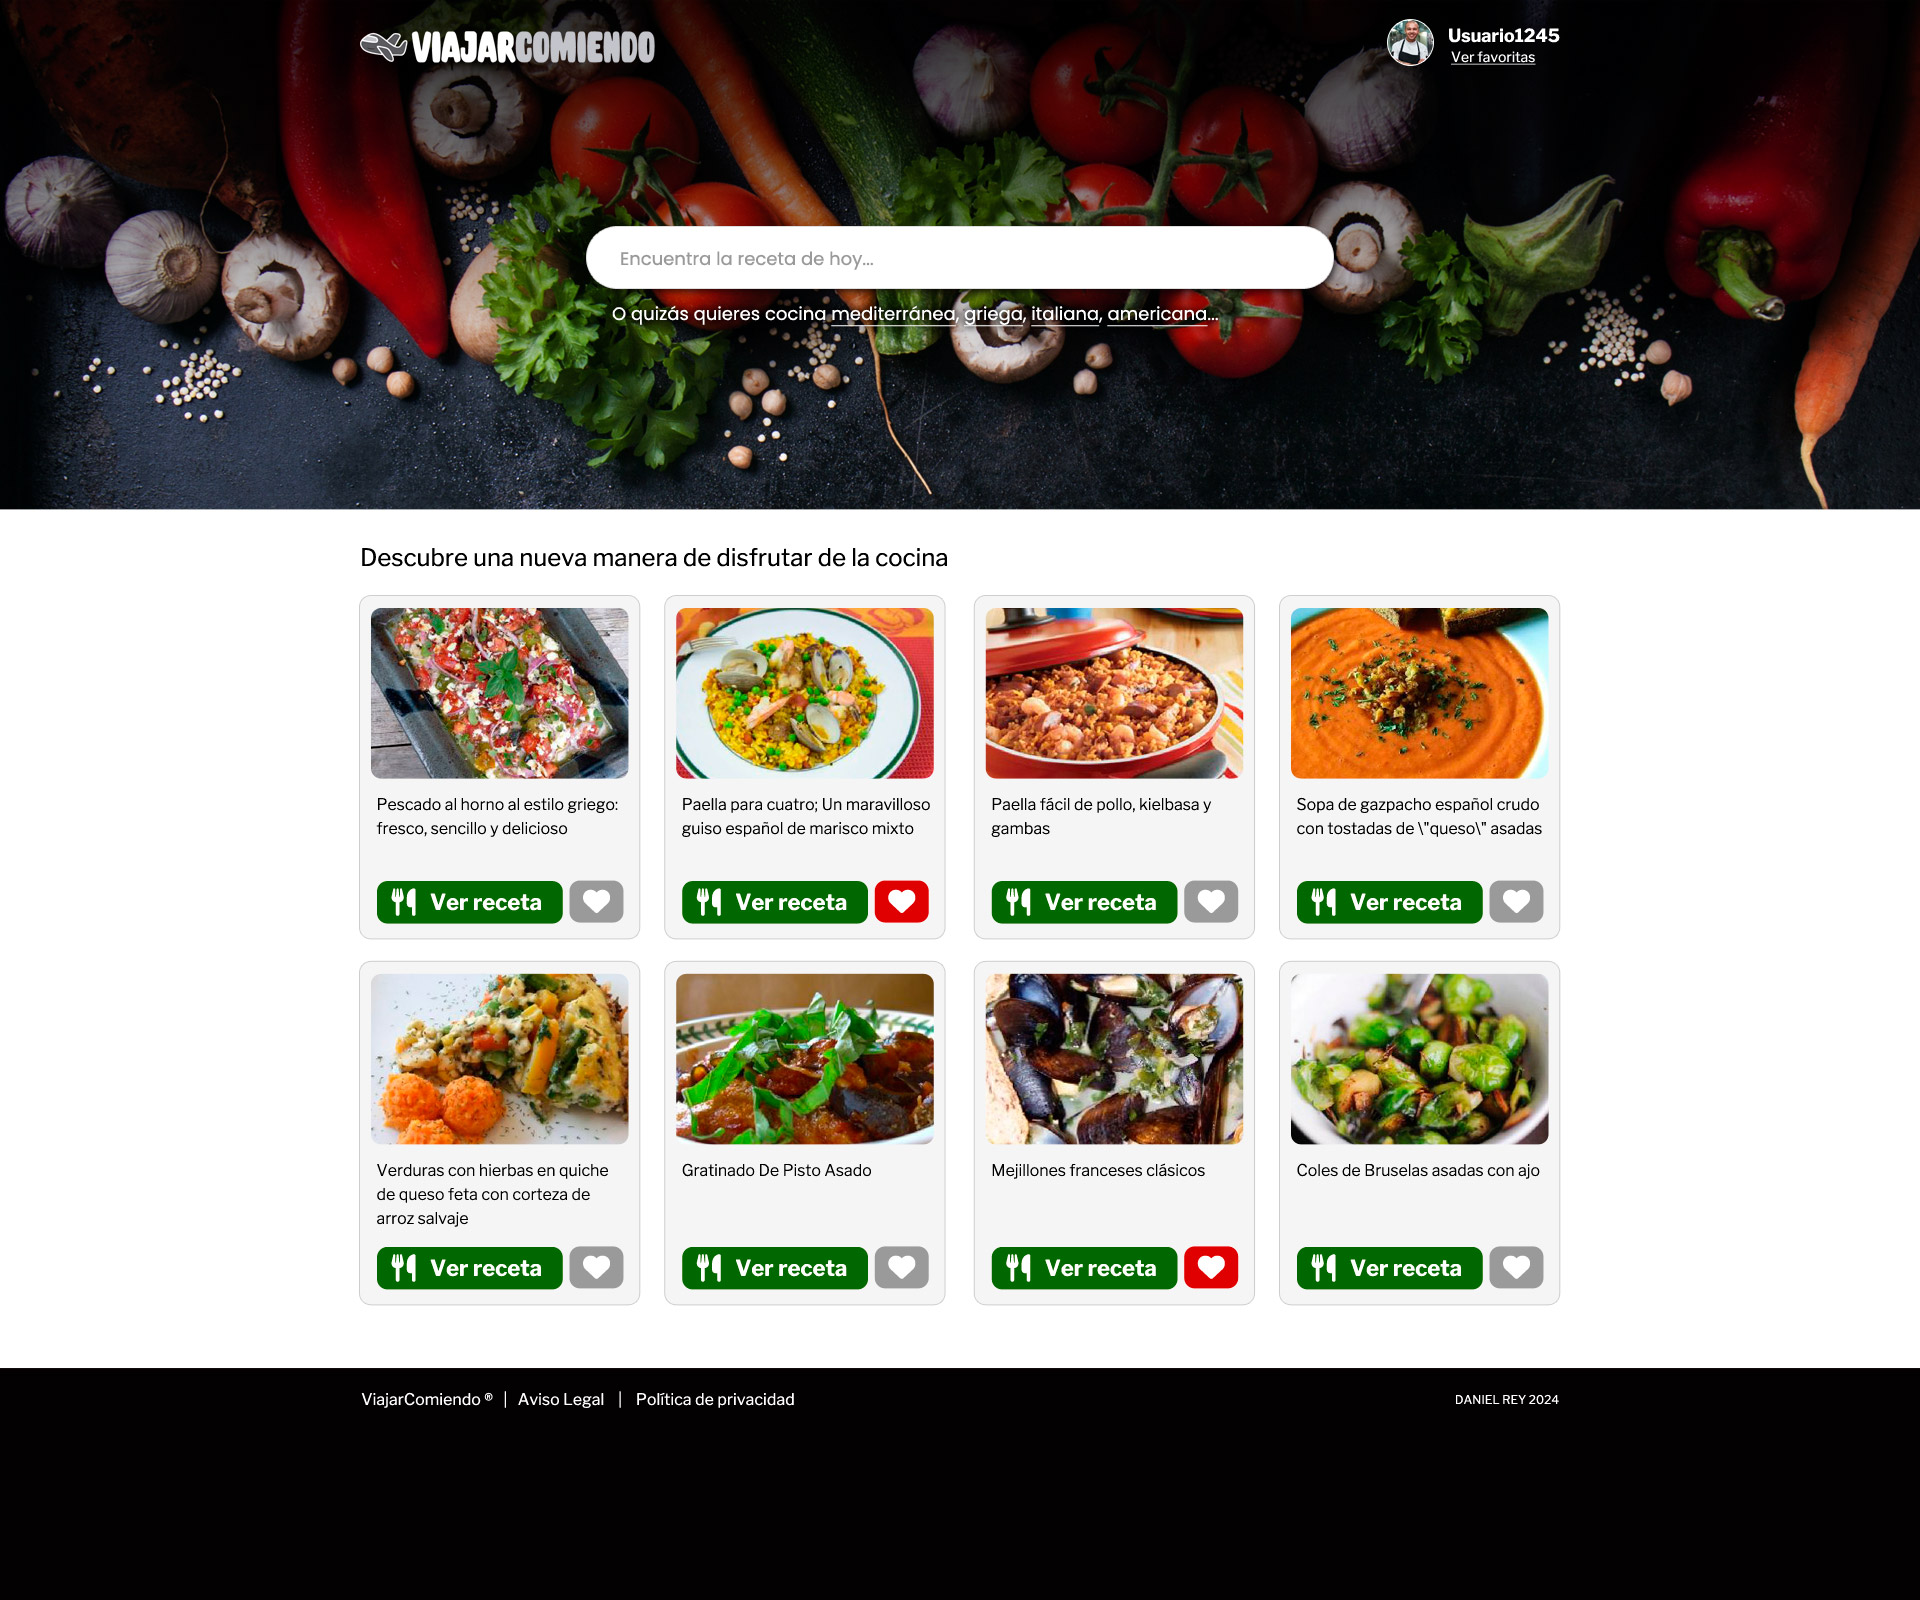 VIAJARCOMIENDO
Usuario1245
Ver favoritas
Encuentra la receta de hoy...
O quizás quieres cocina mediterránea, griega, italiana, americana...
Descubre una nueva manera de disfrutar de la cocina
Pescado al horno al estilo griego:
fresco, sencillo y delicioso
Ver receta
Paella para cuatro; Un maravilloso
guiso español de marisco mixto
Ver receta
Paella fácil de pollo, kielbasa y
gambas
Ver receta
Sopa de gazpacho español crudo
con tostadas de \"queso\" asadas
Ver receta
Verduras con hierbas en quiche
de queso feta con corteza de
arroz salvaje
Ver receta
Gratinado De Pisto Asado
Ver receta
Mejillones franceses clásicos
Ver receta
Coles de Bruselas asadas con ajo
Ver receta
ViajarComiendo ® | Aviso Legal | Política de privacidad
DANIEL REY 2024